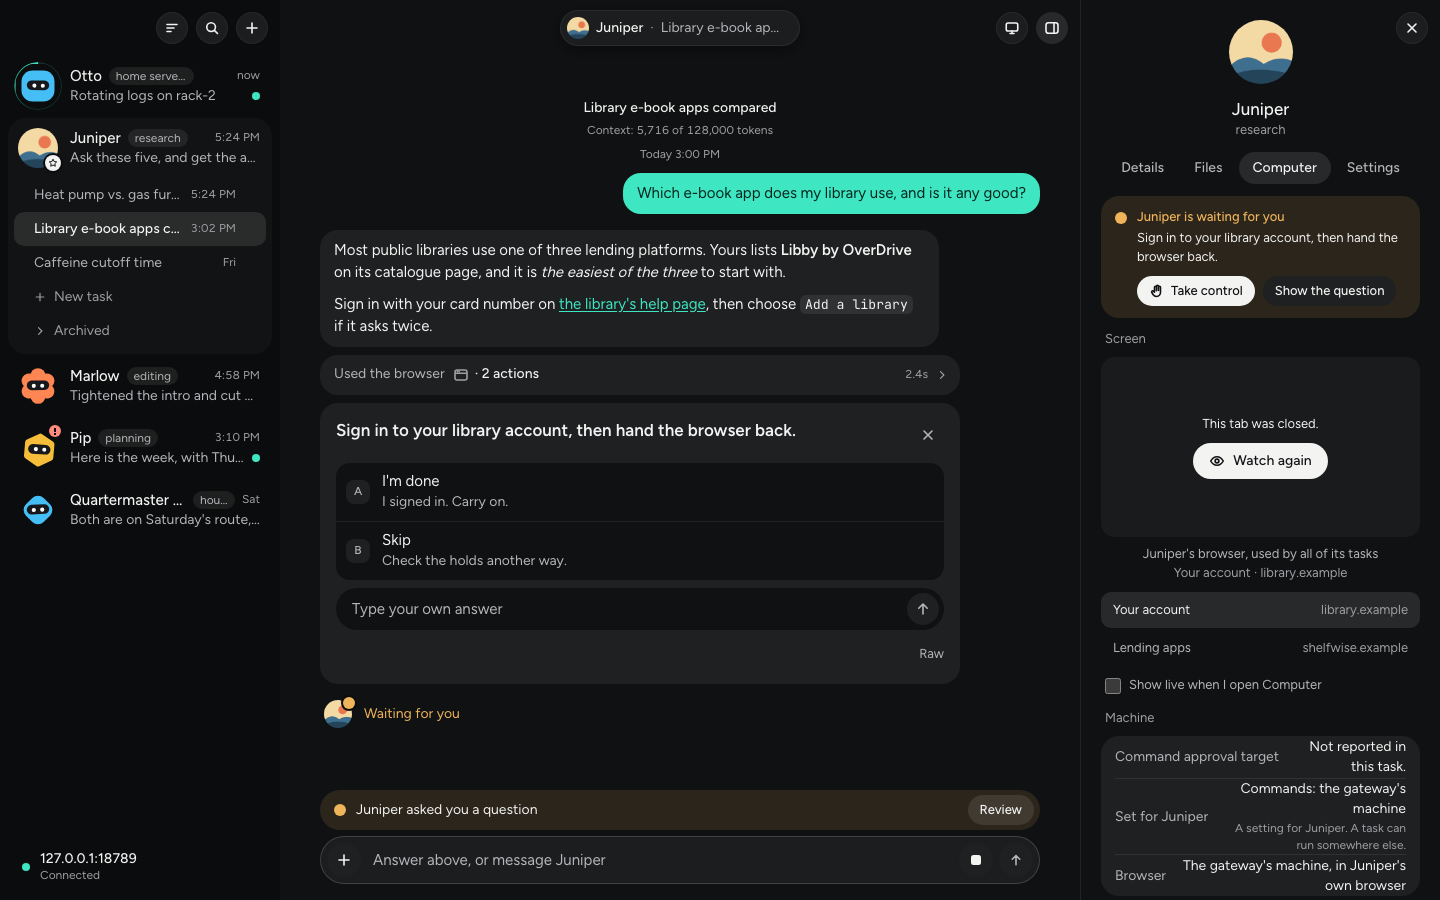 Otto home serve... now
Rotating logs on rack-2
Juniper research 5:24 PM
Ask these five, and get the a...
Heat pump vs. gas fur... 5:24 PM
Library e-book apps c... 3:02 PM
Caffeine cutoff time Fri
New task
Archived
Marlow editing 4:58 PM
Tightened the intro and cut ...
Pip planning 3:10 PM
Here is the week, with Thu...
Quartermaster ... hou... Sat
Both are on Saturday's route,...
127.0.0.1:18789
Connected
Juniper · Library e-book ap...
Library e-book apps compared
Context: 5,716 of 128,000 tokens
Today 3:00 PM
Which e-book app does my library use, and is it any good?
Most public libraries use one of three lending platforms. Yours lists Libby by OverDrive
on its catalogue page, and it is the easiest of the three to start with.
Sign in with your card number on the library's help page, then choose Add a library
if it asks twice.
Used the browser · 2 actions 2.4s
Sign in to your library account, then hand the browser back.
A I'm done
I signed in. Carry on.
B Skip
Check the holds another way.
Type your own answer
Raw
Waiting for you
Juniper asked you a question Review
Answer above, or message Juniper
Juniper
research
Details Files Computer Settings
Juniper is waiting for you
Sign in to your library account, then hand the
browser back.
Take control Show the question
Screen
This tab was closed.
Watch again
Juniper's browser, used by all of its tasks
Your account · library.example
Your account library.example
Lending apps shelfwise.example
Show live when I open Computer
Machine
Command approval target Not reported in
this task.
Set for Juniper Commands: the gateway's
machine
A setting for Juniper. A task can
run somewhere else.
Browser The gateway's machine, in Juniper's
own browser